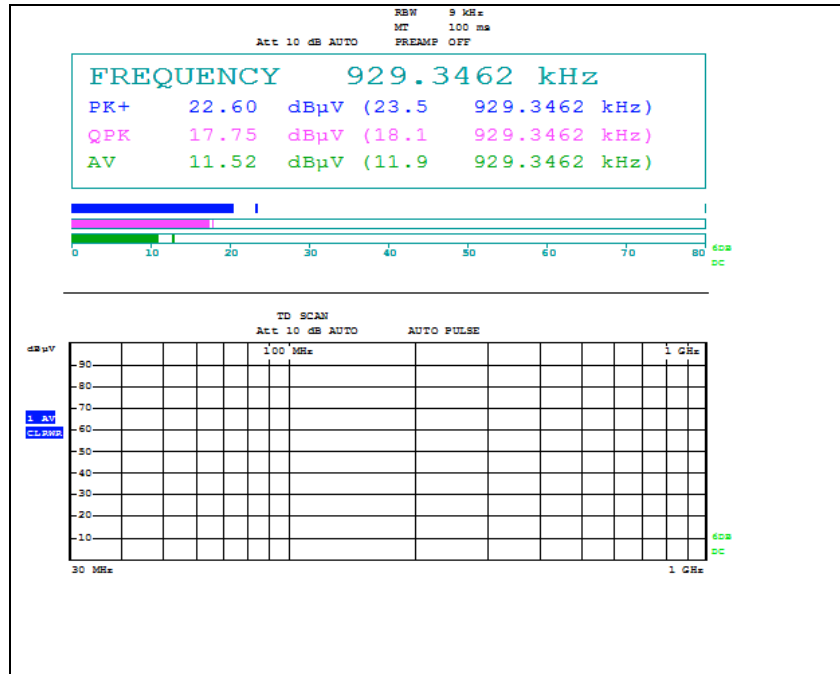 RBW 9 kHz
MT 100 ms
Att 10 dB AUTO PREAMP OFF
FREQUENCY 929.3462 kHz
PK+ 22.60 dBµV (23.5 929.3462 kHz)
QPK 17.75 dBµV (18.1 929.3462 kHz)
AV 11.52 dBµV (11.9 929.3462 kHz)
0 10 20 30 40 50 60 70 80
6DB
DC
TD SCAN
Att 10 dB AUTO AUTO PULSE
dBµV
100 MHz 1 GHz
90
80
70
1 AV
CLRWR
60
50
40
30
20
10
6DB
DC
30 MHz 1 GHz